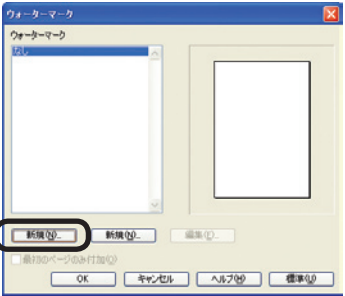 ウォーターマーク
ウォーターマーク
なし
新規(N)... 新規(N)... 編集(E)...
最初のページのみ付加(Q)
OK キャンセル ヘルプ(H) 標準(U)